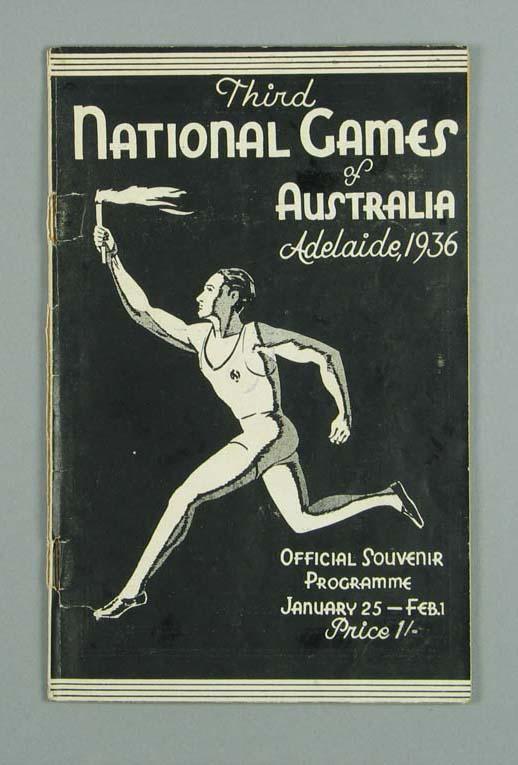 Third
NATIONAL GAMES
of
AUSTRALIA
Adelaide, 1936
OFFICIAL SOUVENIR
PROGRAMME
JANUARY 25 — FEB. 1
Price 1/-